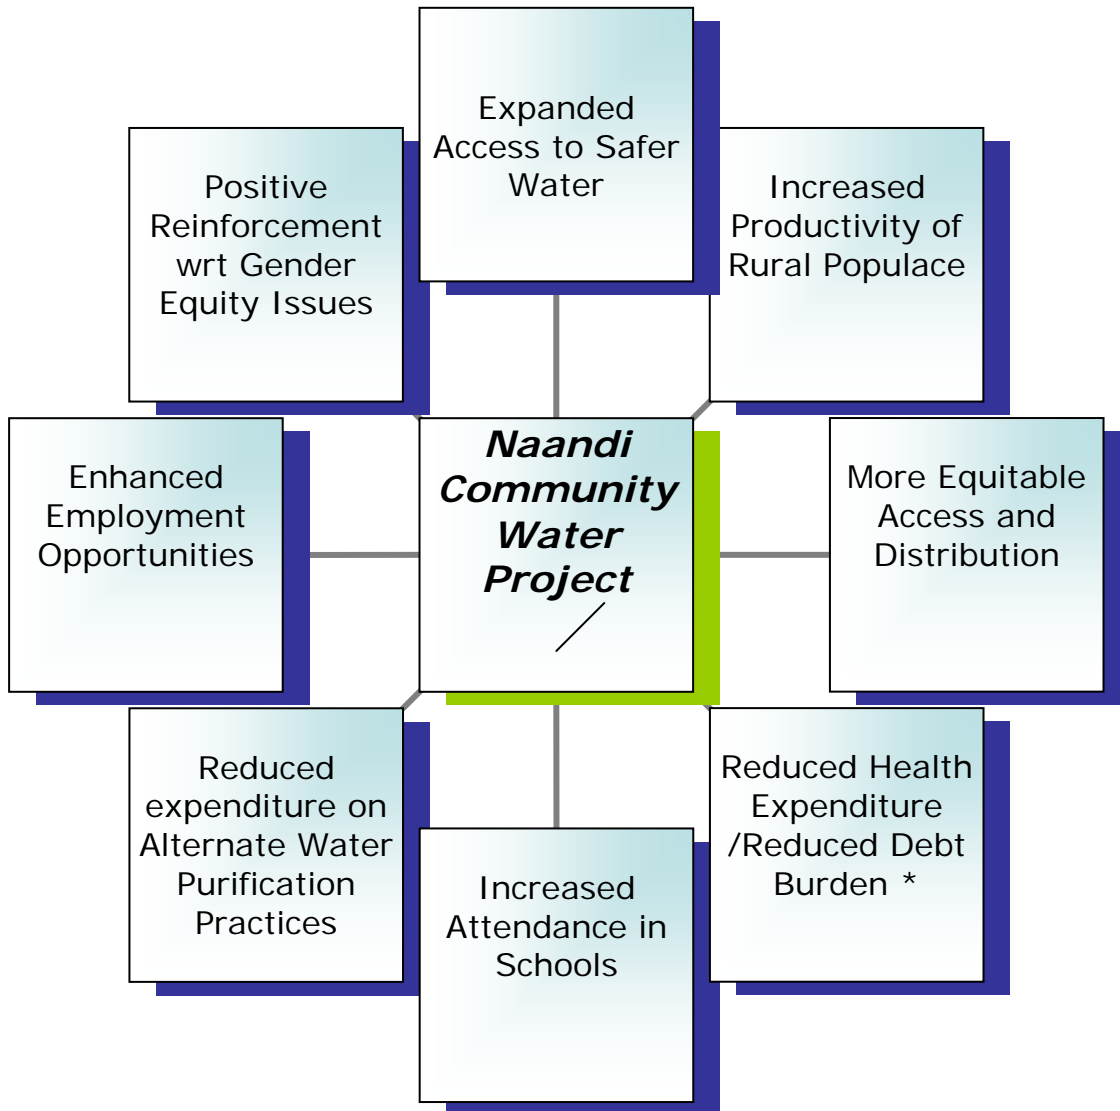 Expanded
Access to Safer
Water
Positive
Reinforcement
wrt Gender
Equity Issues
Increased
Productivity of
Rural Populace
Enhanced
Employment
Opportunities
Naandi
Community
Water
Project
More Equitable
Access and
Distribution
Reduced
expenditure on
Alternate Water
Purification
Practices
Increased
Attendance in
Schools
Reduced Health
Expenditure
/Reduced Debt
Burden *